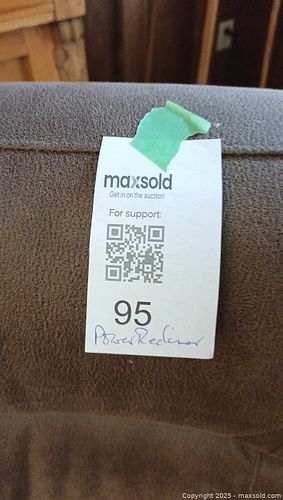 maxsold
Get in on the auction!
For support:
95
Power Recliner
Copyright © 2025 - maxsold.com